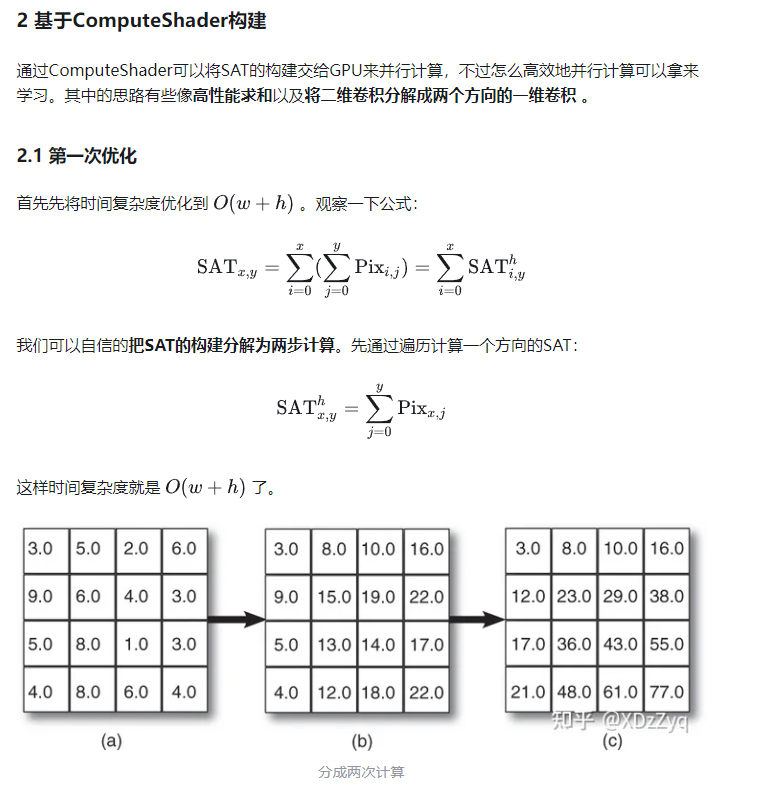 2 基于ComputeShader构建
通过ComputeShader可以将SAT的构建交给GPU来并行计算，不过怎么高效地并行计算可以拿来
学习。其中的思路有些像高性能求和以及将二维卷积分解成两个方向的一维卷积 。
2.1 第一次优化
首先先将时间复杂度优化到 O(w + h) 。观察一下公式：
SAT_{x,y} = \sum_{i=0}^{x} (\sum_{j=0}^{y} Pix_{i,j}) = \sum_{i=0}^{x} SAT^h_{i,y}
我们可以自信的把SAT的构建分解为两步计算。先通过遍历计算一个方向的SAT：
SAT^h_{x,y} = \sum_{j=0}^{y} Pix_{x,j}
这样时间复杂度就是 O(w + h) 了。
3.0 5.0 2.0 6.0 3.0 8.0 10.0 16.0 3.0 8.0 10.0 16.0
9.0 6.0 4.0 3.0 9.0 15.0 19.0 22.0 12.0 23.0 29.0 38.0
5.0 8.0 1.0 3.0 5.0 13.0 14.0 17.0 17.0 36.0 43.0 55.0
4.0 8.0 6.0 4.0 4.0 12.0 18.0 22.0 21.0 48.0 61.0 77.0
知乎 @XDzZyq
(a) (b) (c)
分成两次计算